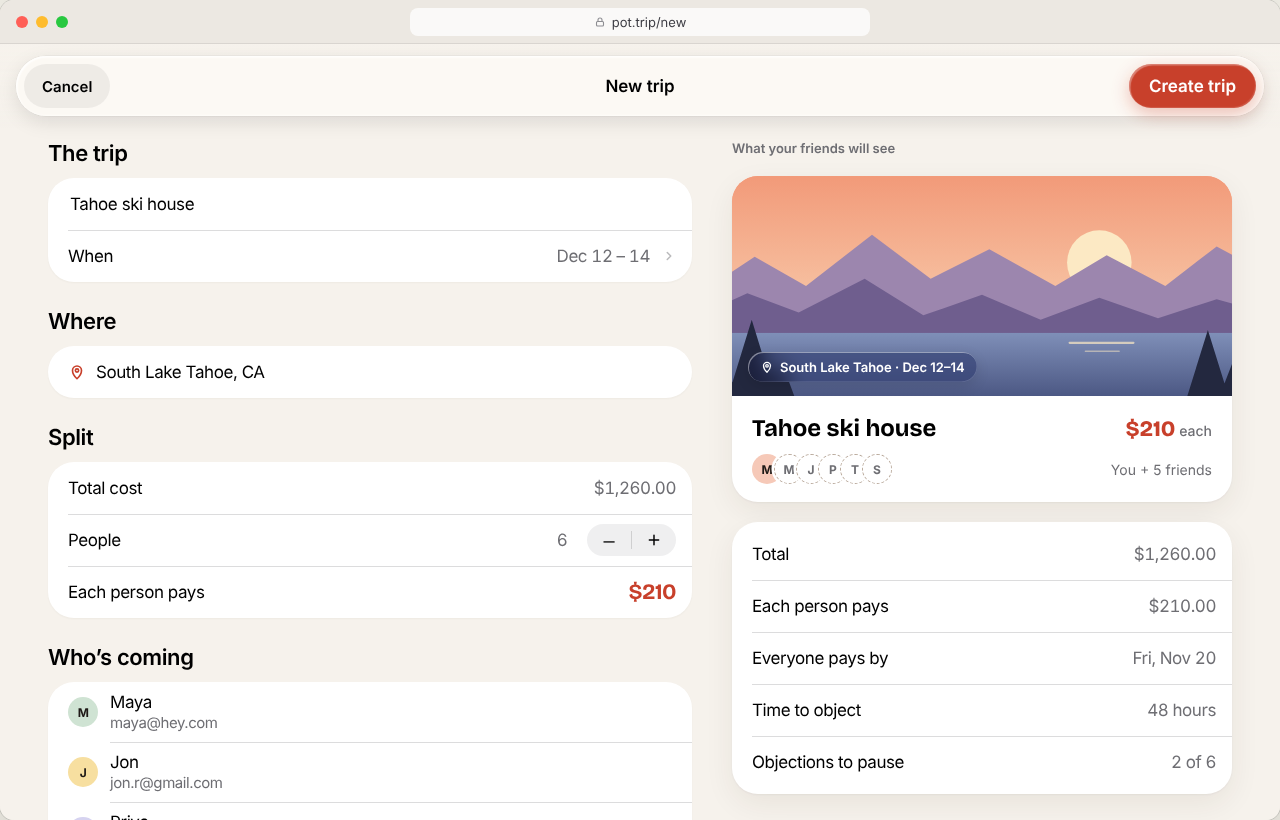 pot.trip/new
Cancel
New trip
Create trip
The trip
Tahoe ski house
When
Dec 12 – 14
Where
South Lake Tahoe, CA
Split
Total cost
$1,260.00
People
6
– +
Each person pays
$210
Who’s coming
M
Maya
maya@hey.com
J
Jon
jon.r@gmail.com
What your friends will see
South Lake Tahoe · Dec 12–14
Tahoe ski house
$210 each
M M J P T S
You + 5 friends
Total
$1,260.00
Each person pays
$210.00
Everyone pays by
Fri, Nov 20
Time to object
48 hours
Objections to pause
2 of 6